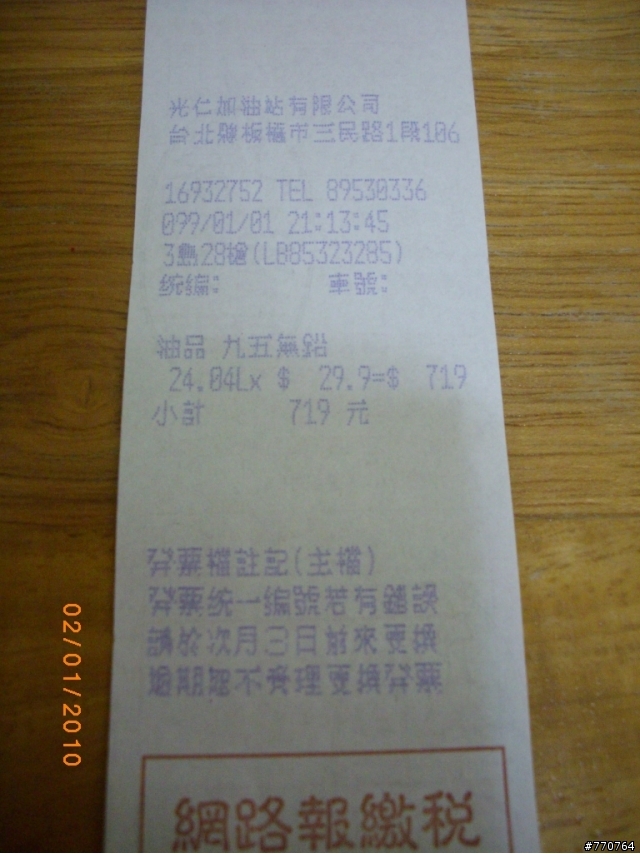 光仁加油站有限公司
台北縣板橋市三民路1段106
16932752 TEL 89530336
099/01/01 21:13:45
3島28槍(LB85323285)
統編:          車號:
油品 九五無鉛
24.04Lx $  29.9=$  719
小計     719 元
發票檔註記(主檔)
發票統一編號若有錯誤
請於次月三日前來更換
逾期恕不受理更換發票
網路報繳稅
02/01/2010
#770764